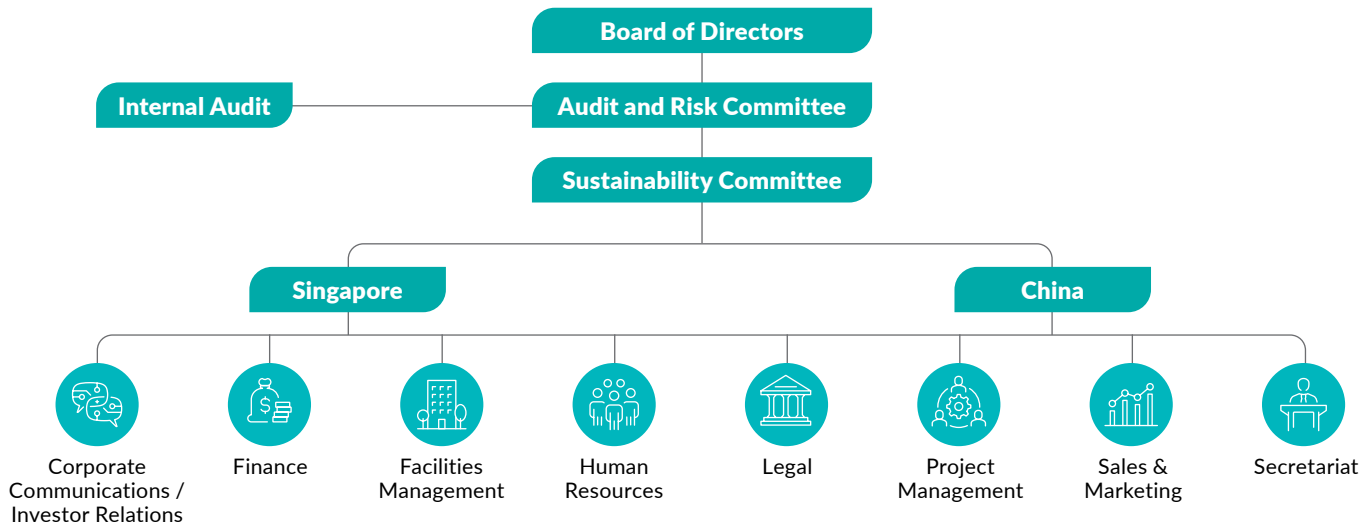 Board of Directors
Internal Audit
Audit and Risk Committee
Sustainability Committee
Singapore
China
Corporate
Communications /
Investor Relations
Finance
Facilities
Management
Human
Resources
Legal
Project
Management
Sales &
Marketing
Secretariat
$